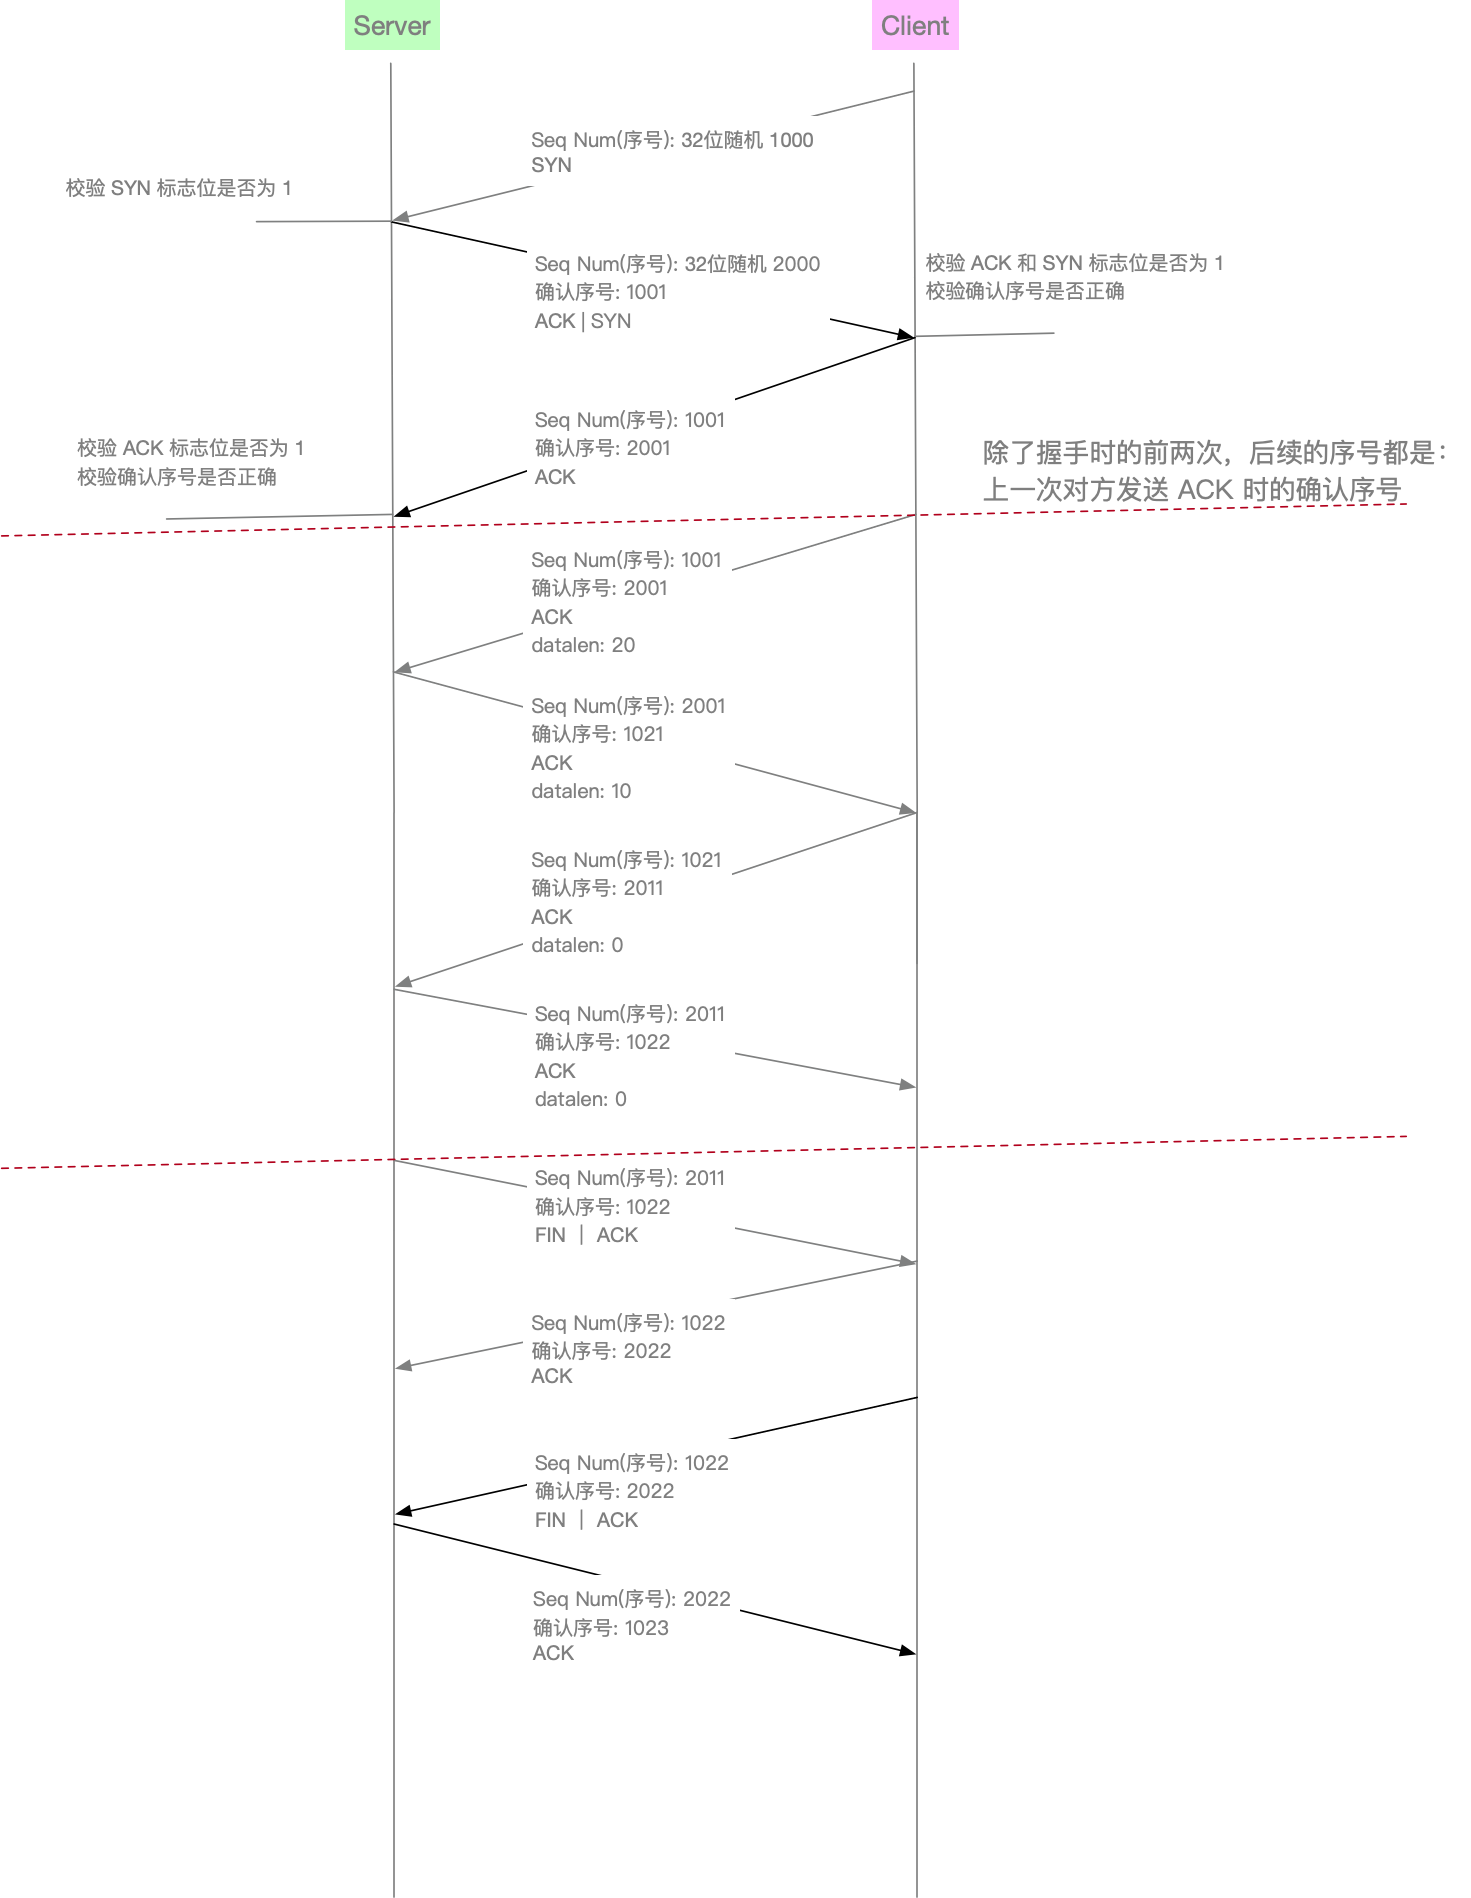 Server
Client
Seq Num(序号): 32位随机 1000
SYN
校验 SYN 标志位是否为 1
Seq Num(序号): 32位随机 2000
确认序号: 1001
ACK | SYN
校验 ACK 和 SYN 标志位是否为 1
校验确认序号是否正确
Seq Num(序号): 1001
确认序号: 2001
ACK
校验 ACK 标志位是否为 1
校验确认序号是否正确
除了握手时的前两次，后续的序号都是：
上一次对方发送 ACK 时的确认序号
Seq Num(序号): 1001
确认序号: 2001
ACK
datalen: 20
Seq Num(序号): 2001
确认序号: 1021
ACK
datalen: 10
Seq Num(序号): 1021
确认序号: 2011
ACK
datalen: 0
Seq Num(序号): 2011
确认序号: 1022
ACK
datalen: 0
Seq Num(序号): 2011
确认序号: 1022
FIN ｜ ACK
Seq Num(序号): 1022
确认序号: 2022
ACK
Seq Num(序号): 1022
确认序号: 2022
FIN ｜ ACK
Seq Num(序号): 2022
确认序号: 1023
ACK